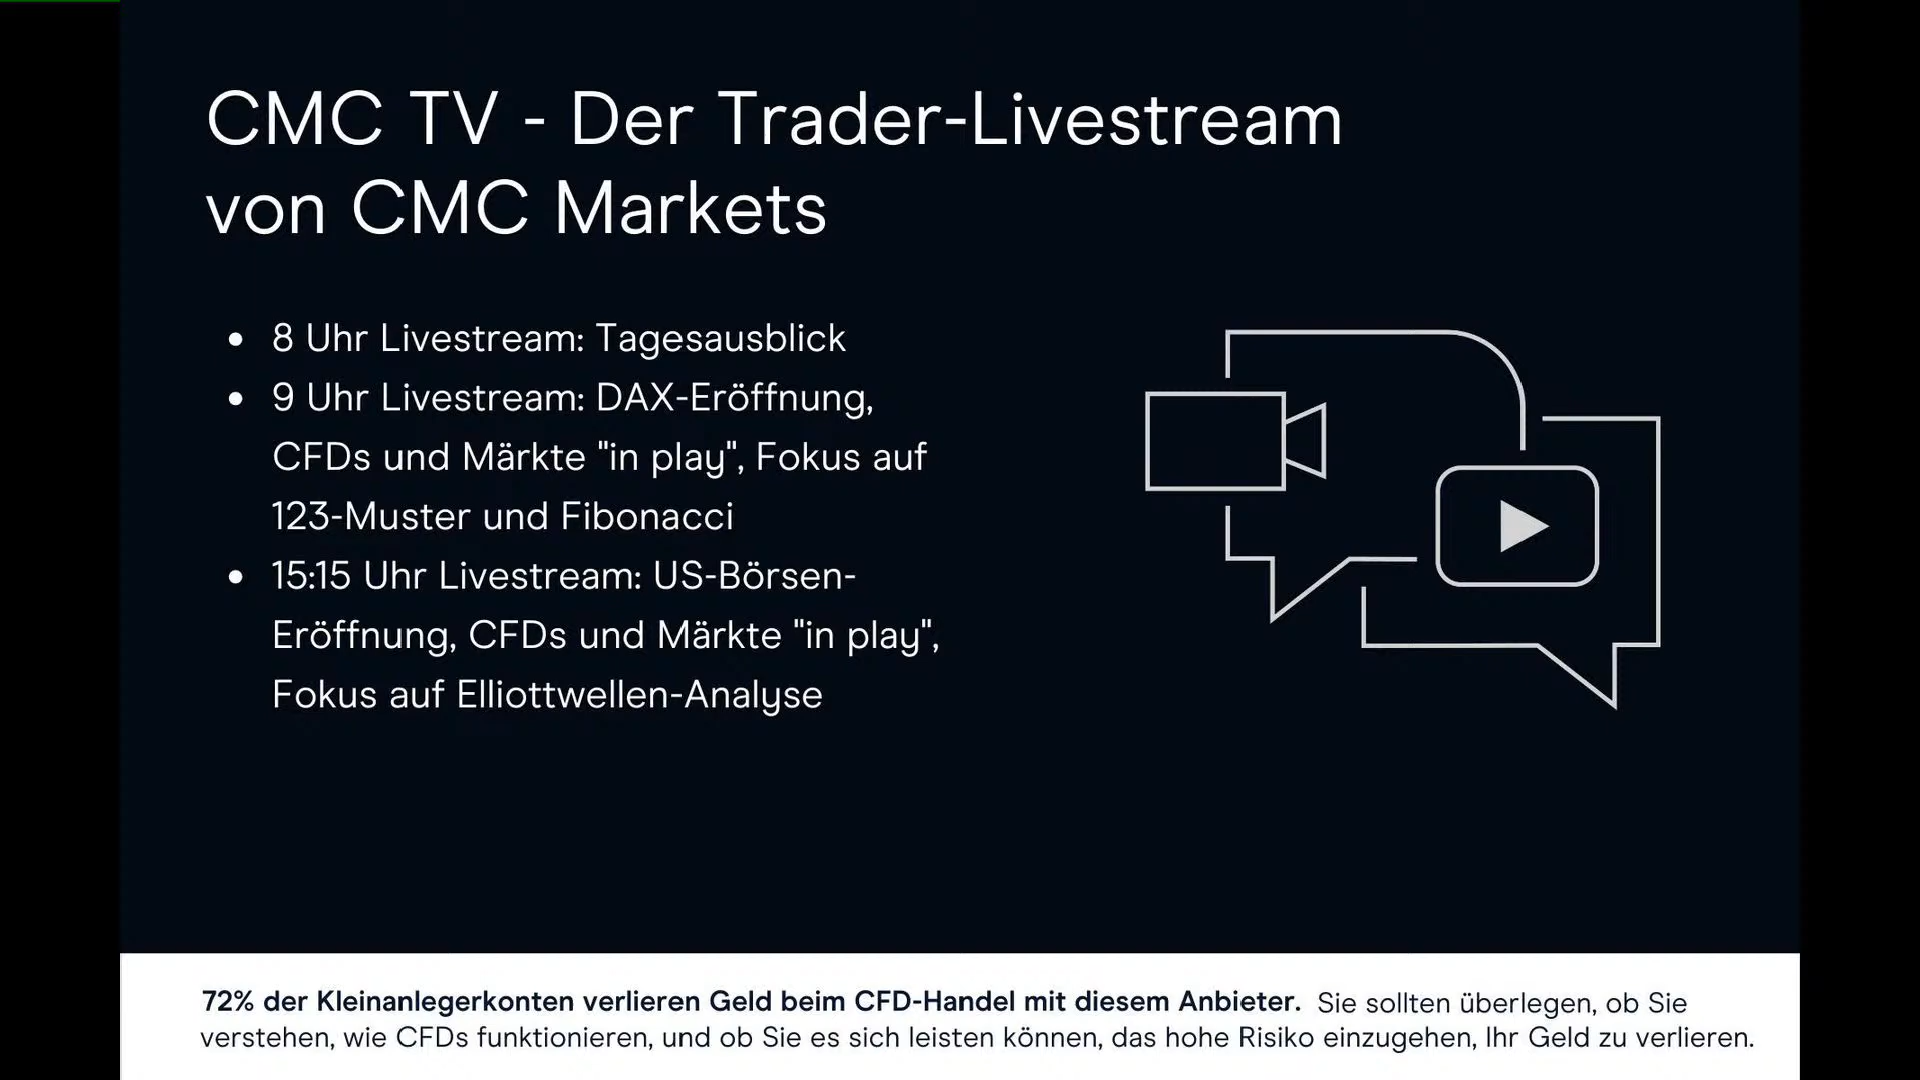 CMC TV - Der Trader-Livestream
von CMC Markets
• 8 Uhr Livestream: Tagesausblick
• 9 Uhr Livestream: DAX-Eröffnung,
CFDs und Märkte "in play", Fokus auf
123-Muster und Fibonacci
• 15:15 Uhr Livestream: US-Börsen-
Eröffnung, CFDs und Märkte "in play",
Fokus auf Elliottwellen-Analyse
72% der Kleinanlegerkonten verlieren Geld beim CFD-Handel mit diesem Anbieter. Sie sollten überlegen, ob Sie
verstehen, wie CFDs funktionieren, und ob Sie es sich leisten können, das hohe Risiko einzugehen, Ihr Geld zu verlieren.